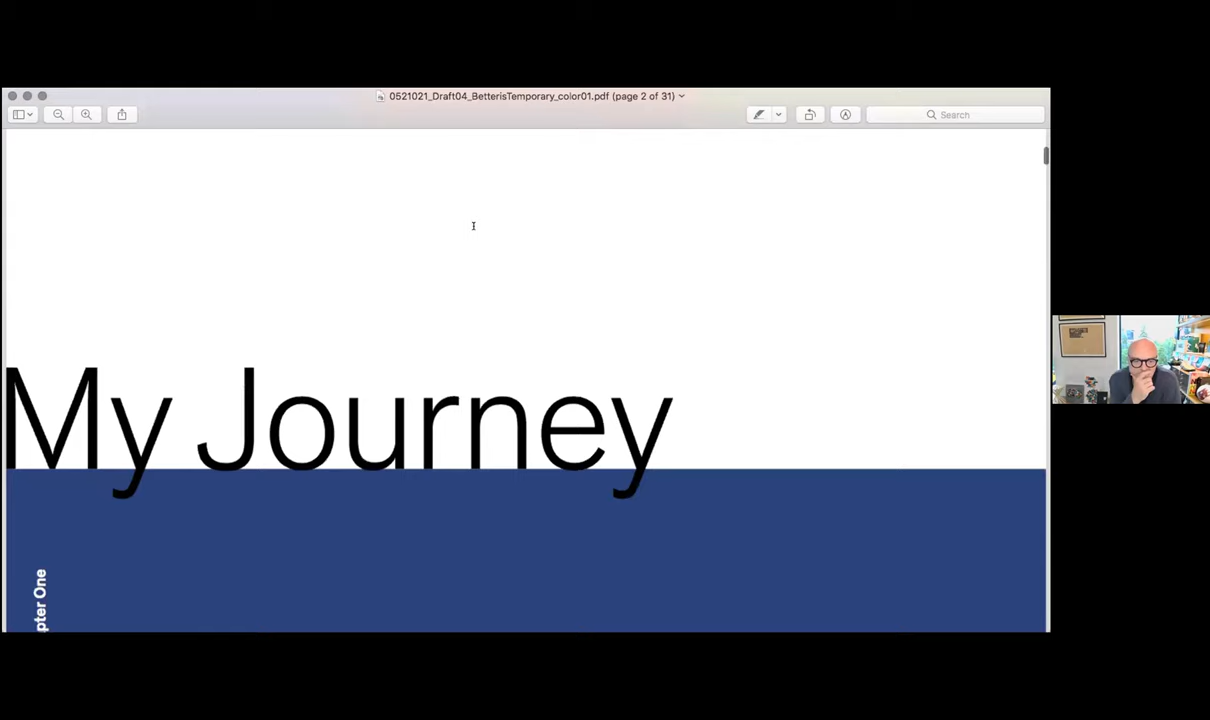 0521021_Draft04_BetterisTemporary_color01.pdf (page 2 of 31)
Search
My Journey
pter One